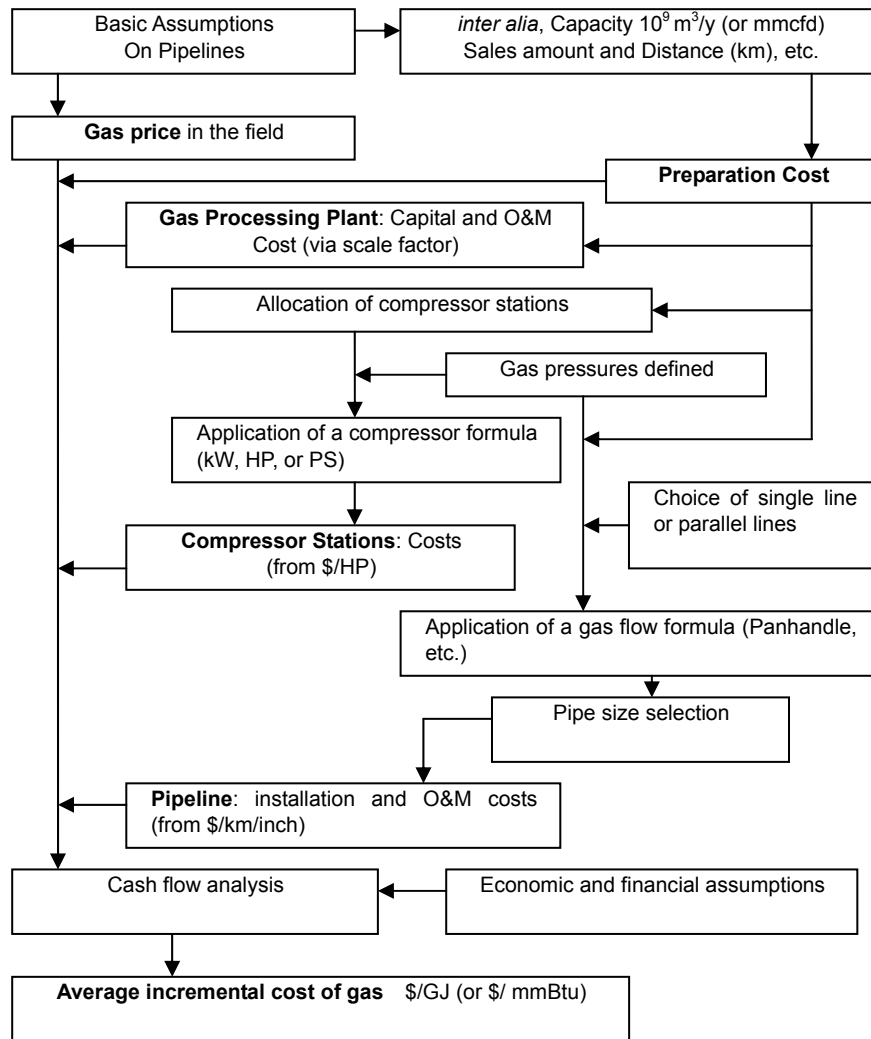 Basic Assumptions
On Pipelines
inter alia, Capacity 10⁹ m³/y (or mmcfd)
Sales amount and Distance (km), etc.
Gas price in the field
Preparation Cost
Gas Processing Plant: Capital and O&M
Cost (via scale factor)
Allocation of compressor stations
Gas pressures defined
Application of a compressor formula
(kW, HP, or PS)
Choice of single line
or parallel lines
Compressor Stations: Costs
(from $/HP)
Application of a gas flow formula (Panhandle,
etc.)
Pipe size selection
Pipeline: installation and O&M costs
(from $/km/inch)
Cash flow analysis
Economic and financial assumptions
Average incremental cost of gas $/GJ (or $/ mmBtu)